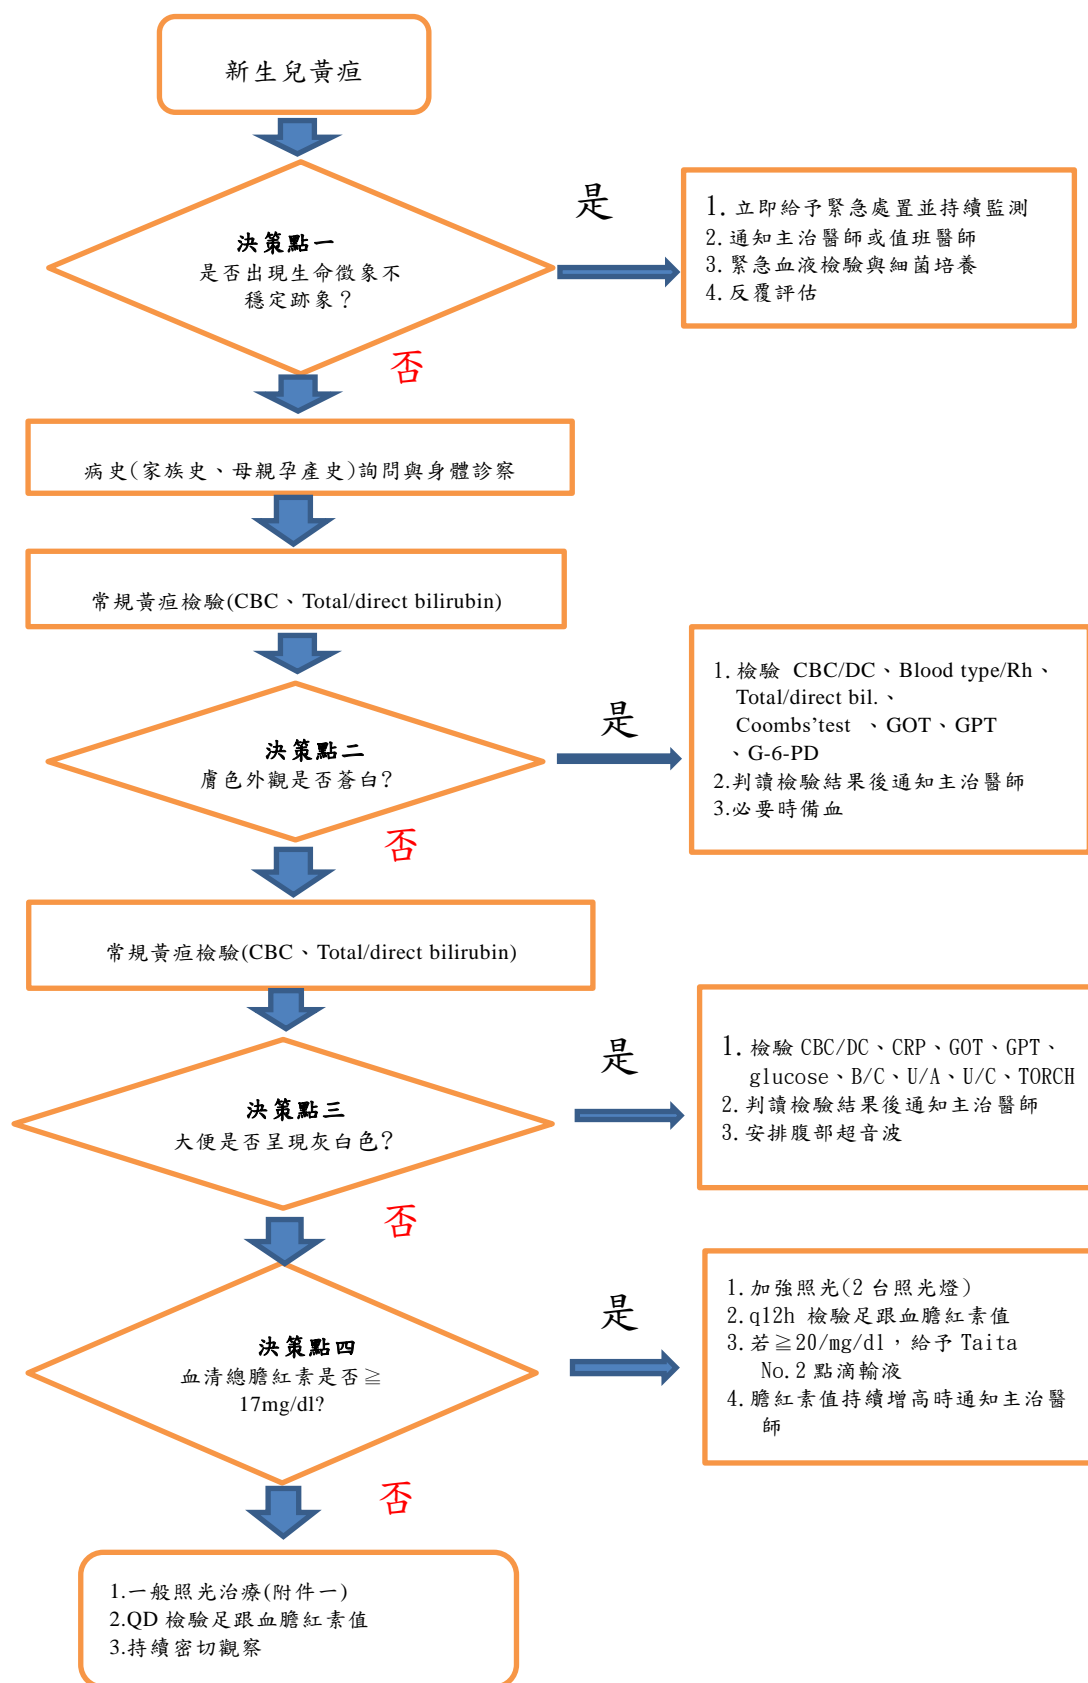 新生兒黃疸
是
決策點一
是否出現生命徵象不
穩定跡象？
1. 立即給予緊急處置並持續監測
2. 通知主治醫師或值班醫師
3. 緊急血液檢驗與細菌培養
4. 反覆評估
否
病史(家族史、母親孕產史)詢問與身體診察
常規黃疸檢驗(CBC、Total/direct bilirubin)
是
決策點二
膚色外觀是否蒼白?
1. 檢驗 CBC/DC、Blood type/Rh、
Total/direct bil.、
Coombs'test 、GOT、GPT
、G-6-PD
2.判讀檢驗結果後通知主治醫師
3.必要時備血
否
常規黃疸檢驗(CBC、Total/direct bilirubin)
是
決策點三
大便是否呈現灰白色?
1. 檢驗 CBC/DC、CRP、GOT、GPT、
glucose、B/C、U/A、U/C、TORCH
2. 判讀檢驗結果後通知主治醫師
3. 安排腹部超音波
否
是
決策點四
血清總膽紅素是否≧
17mg/dl?
1. 加強照光(2 台照光燈)
2.q12h 檢驗足跟血膽紅素值
3. 若≧20/mg/dl，給予 Taita
No.2 點滴輸液
4. 膽紅素值持續增高時通知主治醫
師
否
1.一般照光治療(附件一)
2.QD 檢驗足跟血膽紅素值
3.持續密切觀察